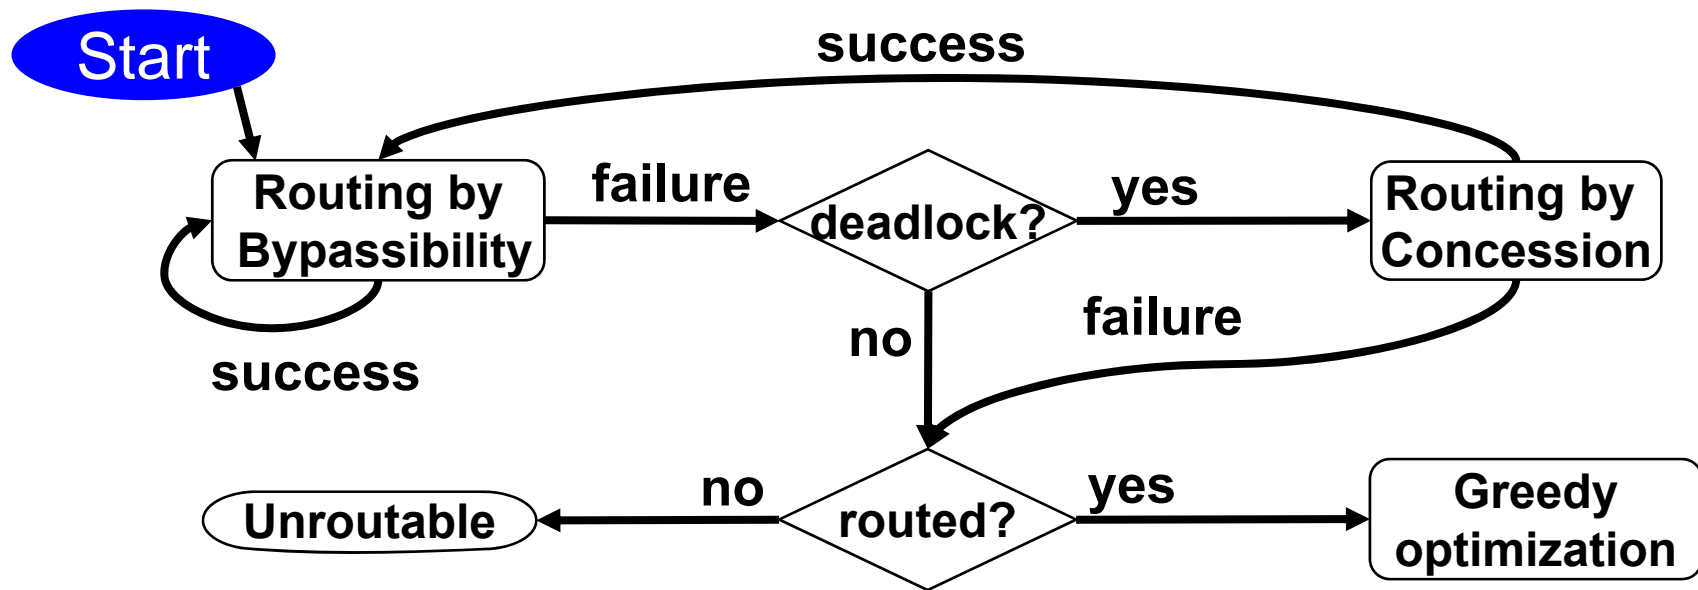 Start
success
Routing by
Bypassibility
failure
deadlock?
yes
Routing by
Concession
success
no
failure
Unroutable
no
routed?
yes
Greedy
optimization